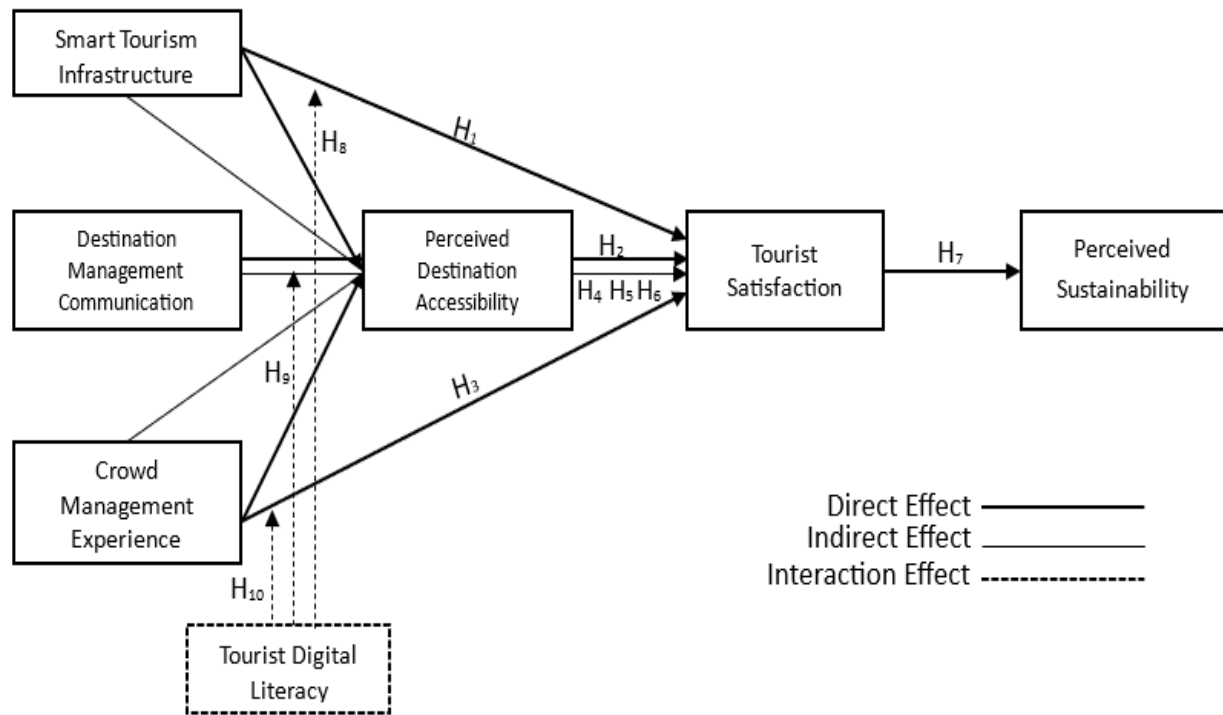 Smart Tourism
Infrastructure
H₁
H₈
Destination
Management
Communication
Perceived
Destination
Accessibility
H₂
H₄ H₅ H₆
Tourist
Satisfaction
H₇
Perceived
Sustainability
H₉
H₃
Crowd
Management
Experience
H₁₀
Tourist Digital
Literacy
Direct Effect
Indirect Effect
Interaction Effect